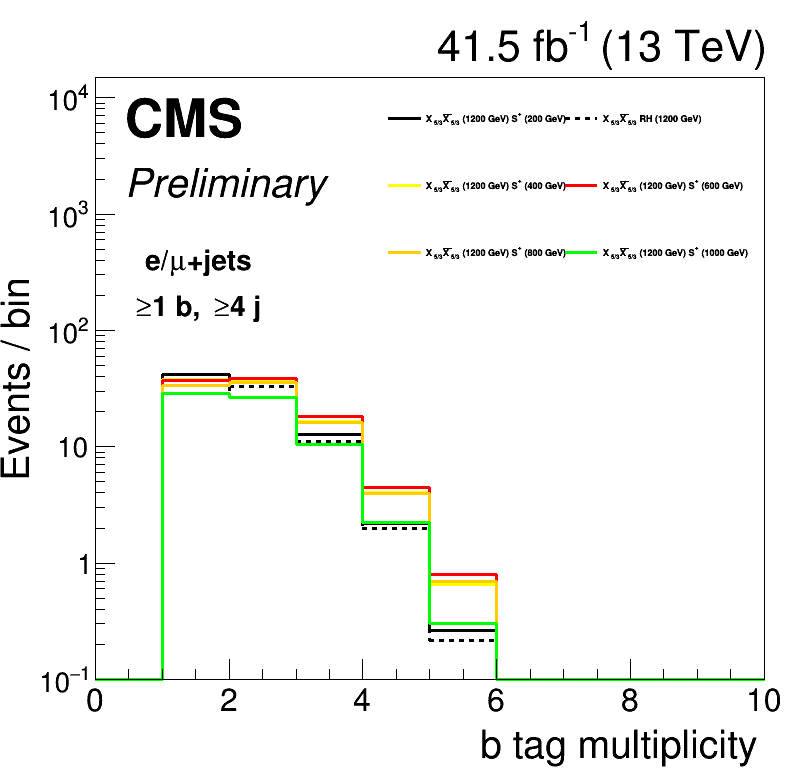 41.5 fb⁻¹ (13 TeV)
CMS
Preliminary
e/μ+jets
≥1 b, ≥4 j
X₅/₃X̅₅/₃ (1200 GeV) S⁺ (200 GeV)
X₅/₃X̅₅/₃ RH (1200 GeV)
X₅/₃X̅₅/₃ (1200 GeV) S⁺ (400 GeV)
X₅/₃X̅₅/₃ (1200 GeV) S⁺ (600 GeV)
X₅/₃X̅₅/₃ (1200 GeV) S⁺ (800 GeV)
X₅/₃X̅₅/₃ (1200 GeV) S⁺ (1000 GeV)
Events / bin
10⁴
10³
10²
10
1
10⁻¹
0 2 4 6 8 10
b tag multiplicity